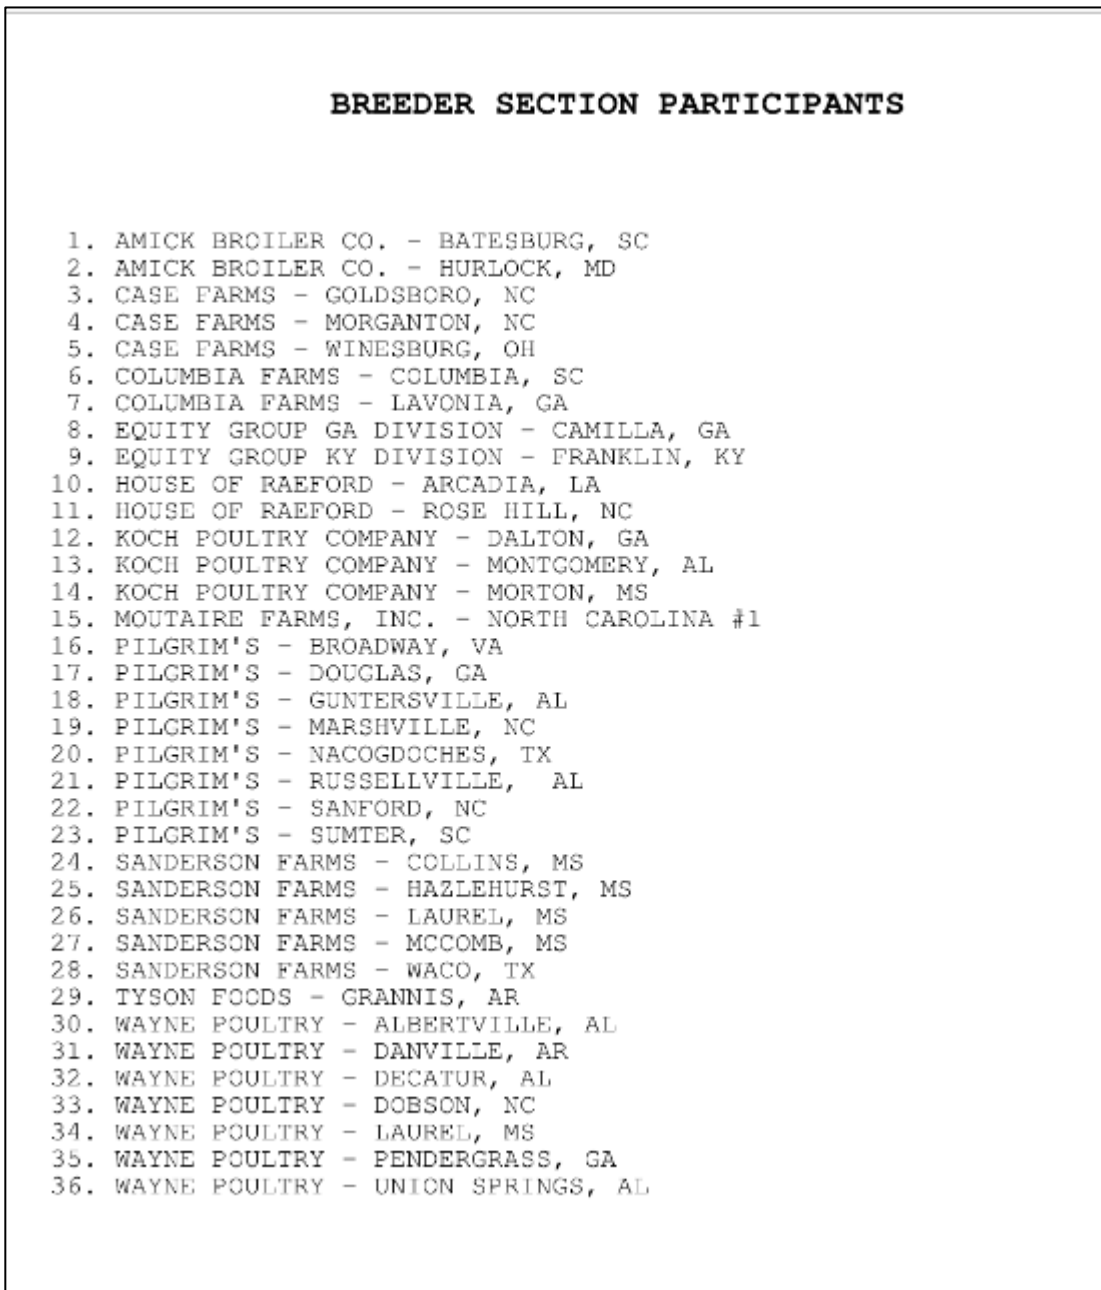 BREEDER SECTION PARTICIPANTS
1. AMICK BROILER CO. - BATESBURG, SC
2. AMICK BROILER CO. - HURLOCK, MD
3. CASE FARMS - GOLDSBORO, NC
4. CASE FARMS - MORGANTON, NC
5. CASE FARMS - WINESBURG, OH
6. COLUMBIA FARMS - COLUMBIA, SC
7. COLUMBIA FARMS - LAVONIA, GA
8. EQUITY GROUP GA DIVISION - CAMILLA, GA
9. EQUITY GROUP KY DIVISION - FRANKLIN, KY
10. HOUSE OF RAEFORD - ARCADIA, LA
11. HOUSE OF RAEFORD - ROSE HILL, NC
12. KOCH POULTRY COMPANY - DALTON, GA
13. KOCH POULTRY COMPANY - MONTGOMERY, AL
14. KOCH POULTRY COMPANY - MORTON, MS
15. MOUTAIRE FARMS, INC. - NORTH CAROLINA #1
16. PILGRIM'S - BROADWAY, VA
17. PILGRIM'S - DOUGLAS, GA
18. PILGRIM'S - GUNTERSVILLE, AL
19. PILGRIM'S - MARSHVILLE, NC
20. PILGRIM'S - NACOGDOCHES, TX
21. PILGRIM'S - RUSSELLVILLE, AL
22. PILGRIM'S - SANFORD, NC
23. PILGRIM'S - SUMTER, SC
24. SANDERSON FARMS - COLLINS, MS
25. SANDERSON FARMS - HAZLEHURST, MS
26. SANDERSON FARMS - LAUREL, MS
27. SANDERSON FARMS - MCCOMB, MS
28. SANDERSON FARMS - WACO, TX
29. TYSON FOODS - GRANNIS, AR
30. WAYNE POULTRY - ALBERTVILLE, AL
31. WAYNE POULTRY - DANVILLE, AR
32. WAYNE POULTRY - DECATUR, AL
33. WAYNE POULTRY - DOBSON, NC
34. WAYNE POULTRY - LAUREL, MS
35. WAYNE POULTRY - PENDERGRASS, GA
36. WAYNE POULTRY - UNION SPRINGS, AL